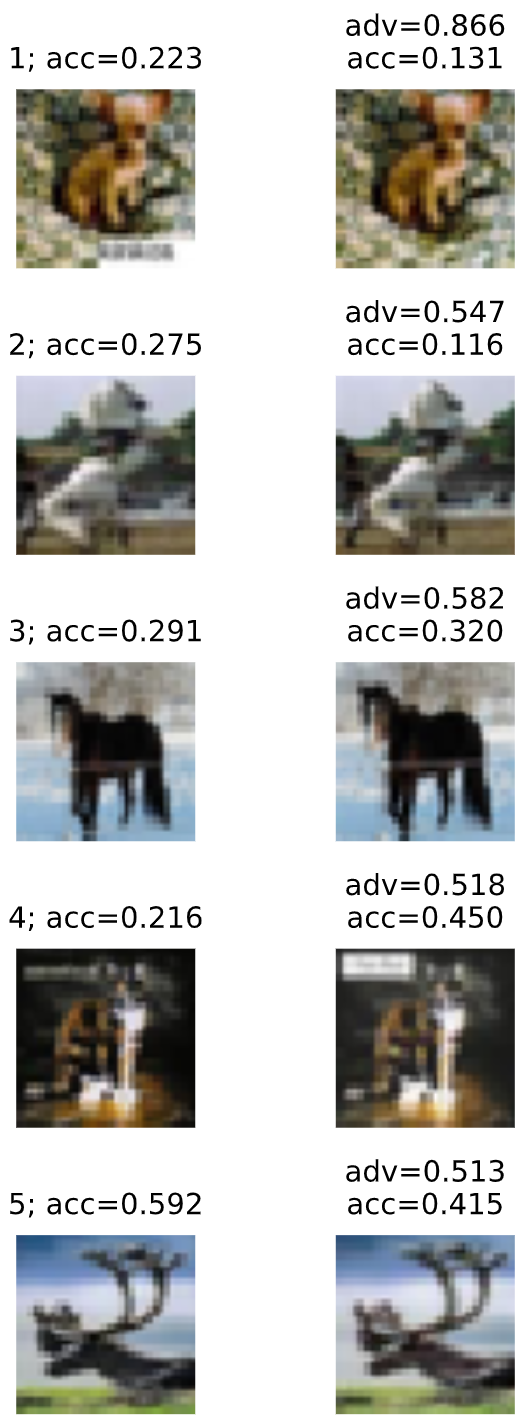 adv=0.866
1; acc=0.223 acc=0.131
adv=0.547
2; acc=0.275 acc=0.116
adv=0.582
3; acc=0.291 acc=0.320
adv=0.518
4; acc=0.216 acc=0.450
adv=0.513
5; acc=0.592 acc=0.415